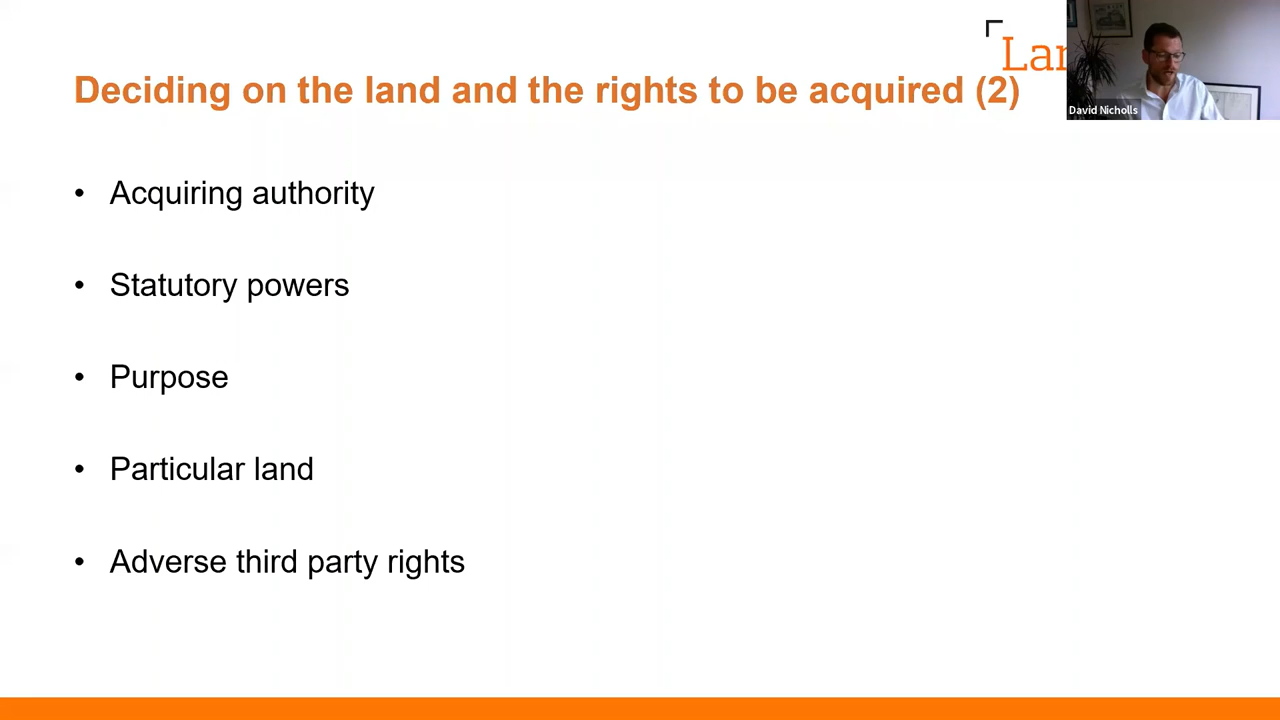 Deciding on the land and the rights to be acquired (2)
David Nicholls
• Acquiring authority
• Statutory powers
• Purpose
• Particular land
• Adverse third party rights